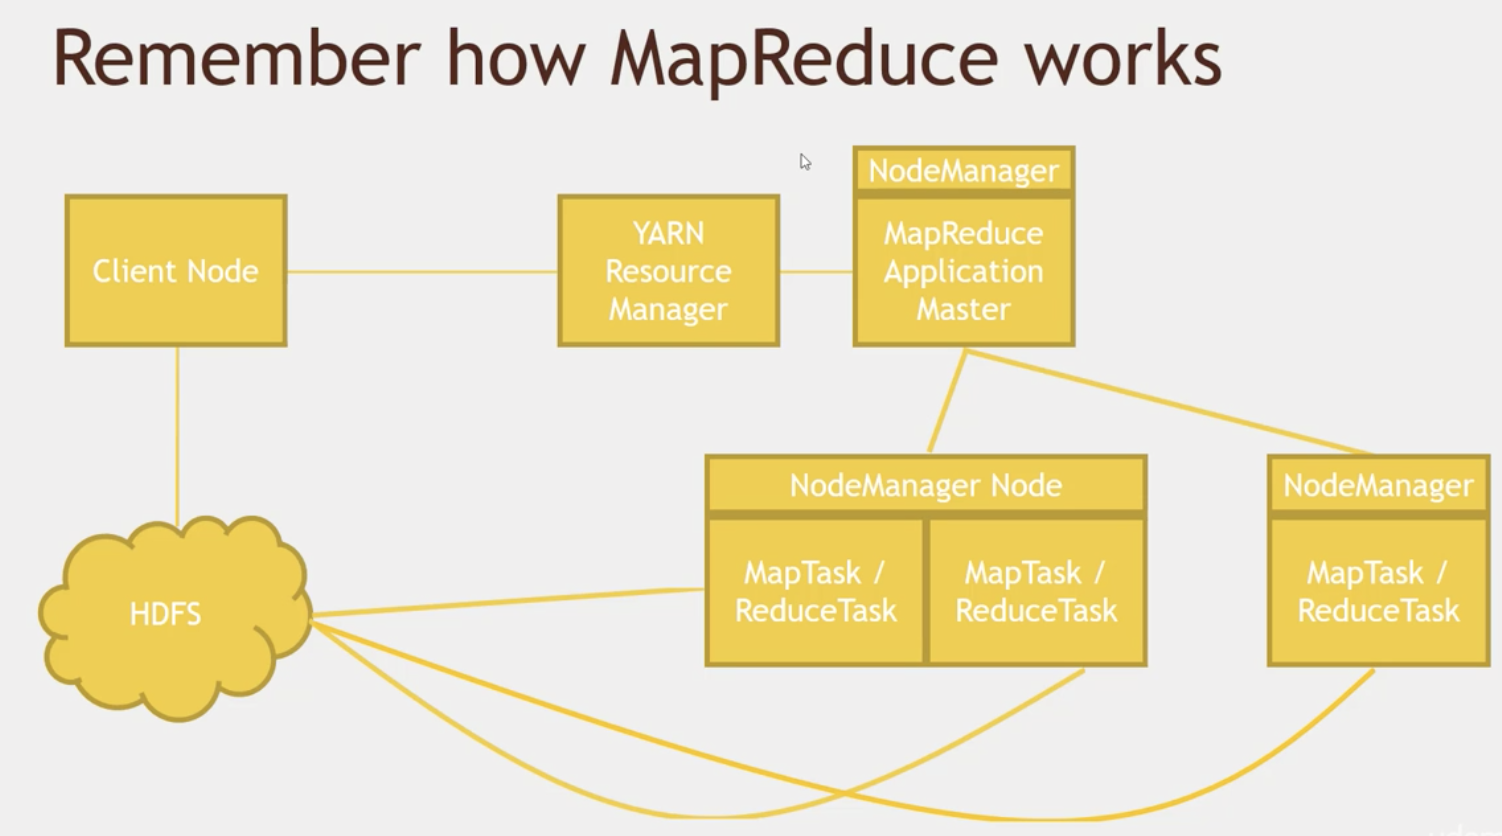 Remember how MapReduce works
Client Node
YARN
Resource
Manager
NodeManager
MapReduce
Application
Master
HDFS
NodeManager Node
MapTask /
ReduceTask
MapTask /
ReduceTask
NodeManager
MapTask /
ReduceTask